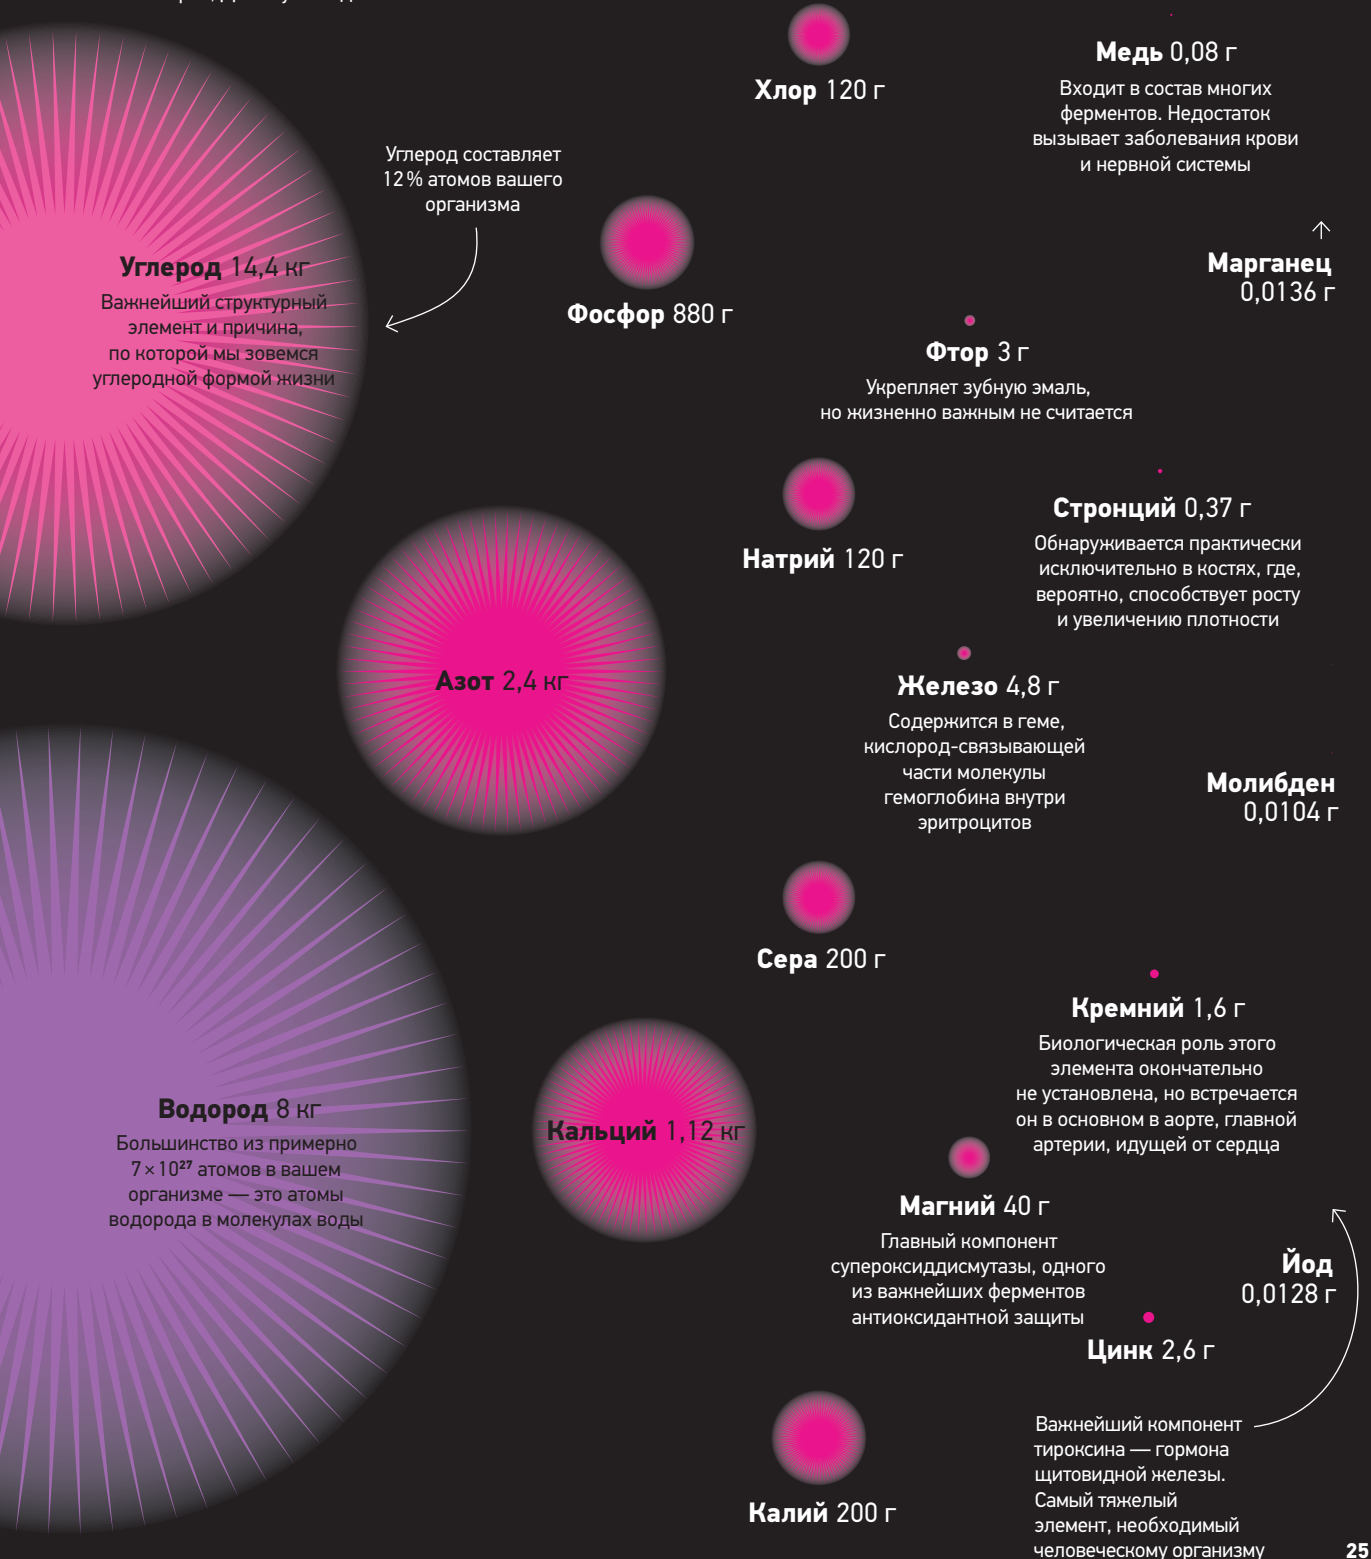 Хлор 120 г
Медь 0,08 г
Входит в состав многих
ферментов. Недостаток
вызывает заболевания крови
и нервной системы
Углерод составляет
12 % атомов вашего
организма
Углерод 14,4 кг
Важнейший структурный
элемент и причина,
по которой мы зовемся
углеродной формой жизни
Фосфор 880 г
Марганец
0,0136 г
Фтор 3 г
Укрепляет зубную эмаль,
но жизненно важным не считается
Натрий 120 г
Стронций 0,37 г
Обнаруживается практически
исключительно в костях, где,
вероятно, способствует росту
и увеличению плотности
Азот 2,4 кг
Железо 4,8 г
Содержится в геме,
кислород-связывающей
части молекулы
гемоглобина внутри
эритроцитов
Молибден
0,0104 г
Сера 200 г
Кремний 1,6 г
Биологическая роль этого
элемента окончательно
не установлена, но встречается
он в основном в аорте, главной
артерии, идущей от сердца
Водород 8 кг
Большинство из примерно
7 × 10²⁷ атомов в вашем
организме — это атомы
водорода в молекулах воды
Кальций 1,12 кг
Магний 40 г
Главный компонент
супероксиддисмутазы, одного
из важнейших ферментов
антиоксидантной защиты
Йод
0,0128 г
Цинк 2,6 г
Важнейший компонент
тироксина — гормона
щитовидной железы.
Самый тяжелый
элемент, необходимый
человеческому организму
Калий 200 г
25